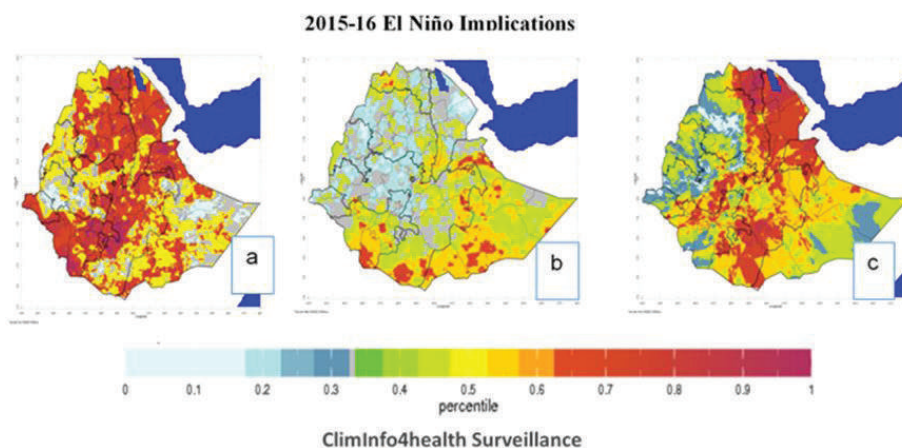 2015-16 El Niño Implications
a
b
c
0 0.1 0.2 0.3 0.4 0.5 0.6 0.7 0.8 0.9 1
percentile
ClimInfo4health Surveillance